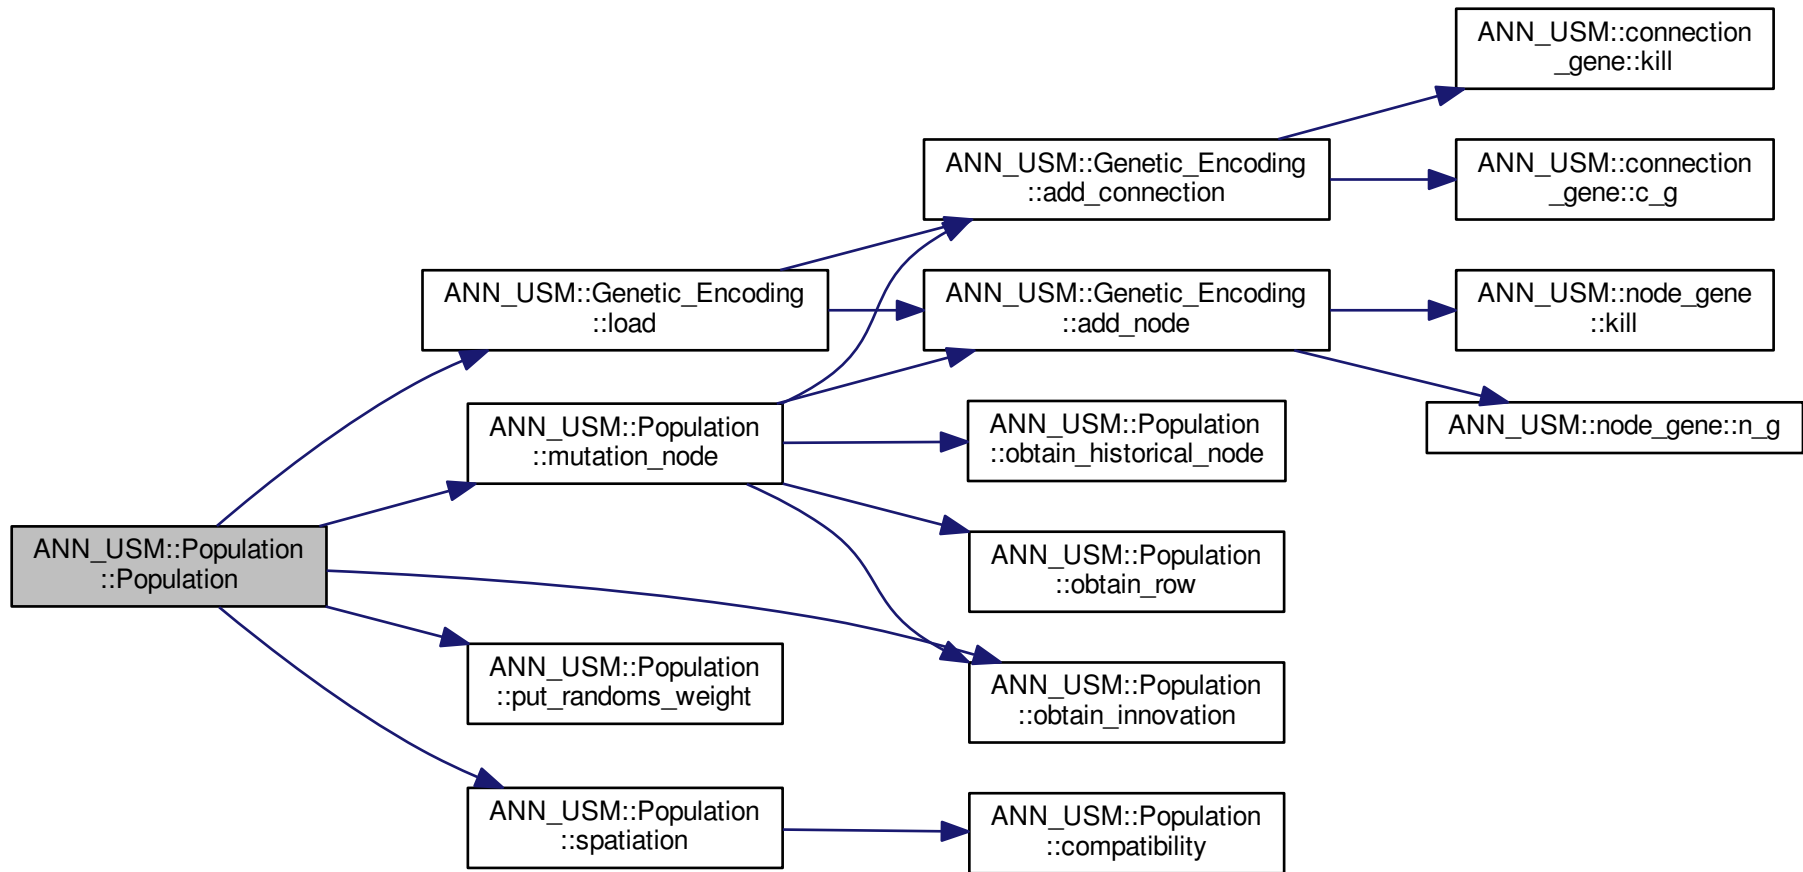 ANN_USM::Population
::Population
ANN_USM::Genetic_Encoding
::load
ANN_USM::Population
::mutation_node
ANN_USM::Population
::put_randoms_weight
ANN_USM::Population
::spatiation
ANN_USM::Genetic_Encoding
::add_connection
ANN_USM::Genetic_Encoding
::add_node
ANN_USM::Population
::obtain_historical_node
ANN_USM::Population
::obtain_row
ANN_USM::Population
::obtain_innovation
ANN_USM::Population
::compatibility
ANN_USM::connection
_gene::kill
ANN_USM::connection
_gene::c_g
ANN_USM::node_gene
::kill
ANN_USM::node_gene::n_g